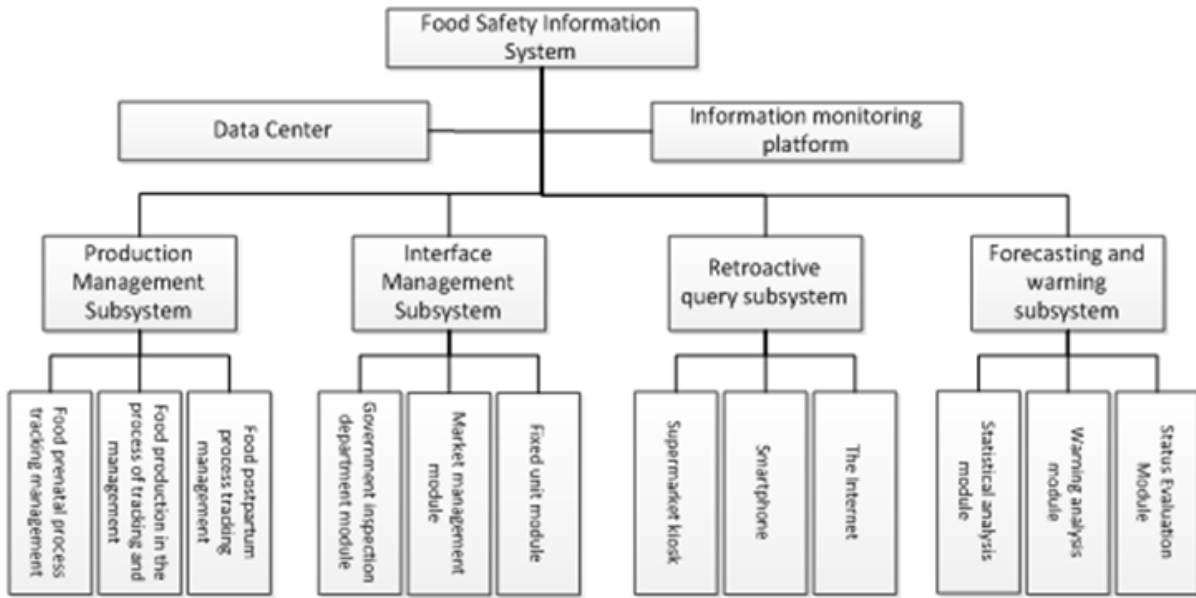 Food Safety Information
System
Data Center
Information monitoring
platform
Production
Management
Subsystem
Interface
Management
Subsystem
Retroactive
query subsystem
Forecasting and
warning
subsystem
Food prenatal process
tracking management
Food production in the
process of tracking and
management
Food postpartum
process tracking
management
Government inspection
department module
Market management
module
Fixed unit module
Supermarket kiosk
Smartphone
The Internet
Statistical analysis
module
Warning analysis
module
Status Evaluation
Module